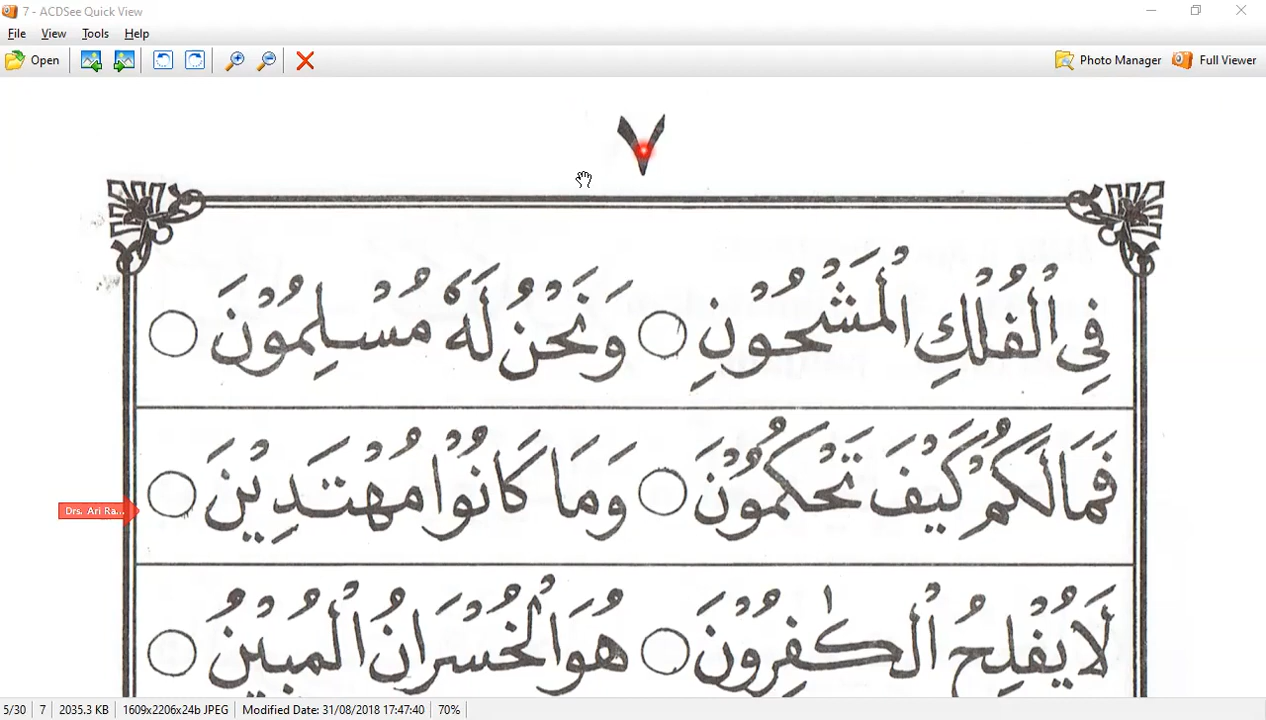 7 - ACDSee Quick View
File View Tools Help
Open Photo Manager Full Viewer
٧
فِى الْفُلْكِ الْمَشْحُوْنِ ◯ وَنَحْنُ لَهٗ مُسْلِمُوْنَ ◯
فَمَالَكُمْ كَيْفَ تَحْكُمُوْنَ ◯ وَمَا كَانُوْا مُهْتَدِيْنَ ◯
Drs. Ari Ra...
لَا يُفْلِحُ الْكٰفِرُوْنَ ◯ هُوَ الْخُسْرَانُ الْمُبِيْنُ ◯
5/30 7 2035.3 KB 1609x2206x24b JPEG Modified Date: 31/08/2018 17:47:40 70%